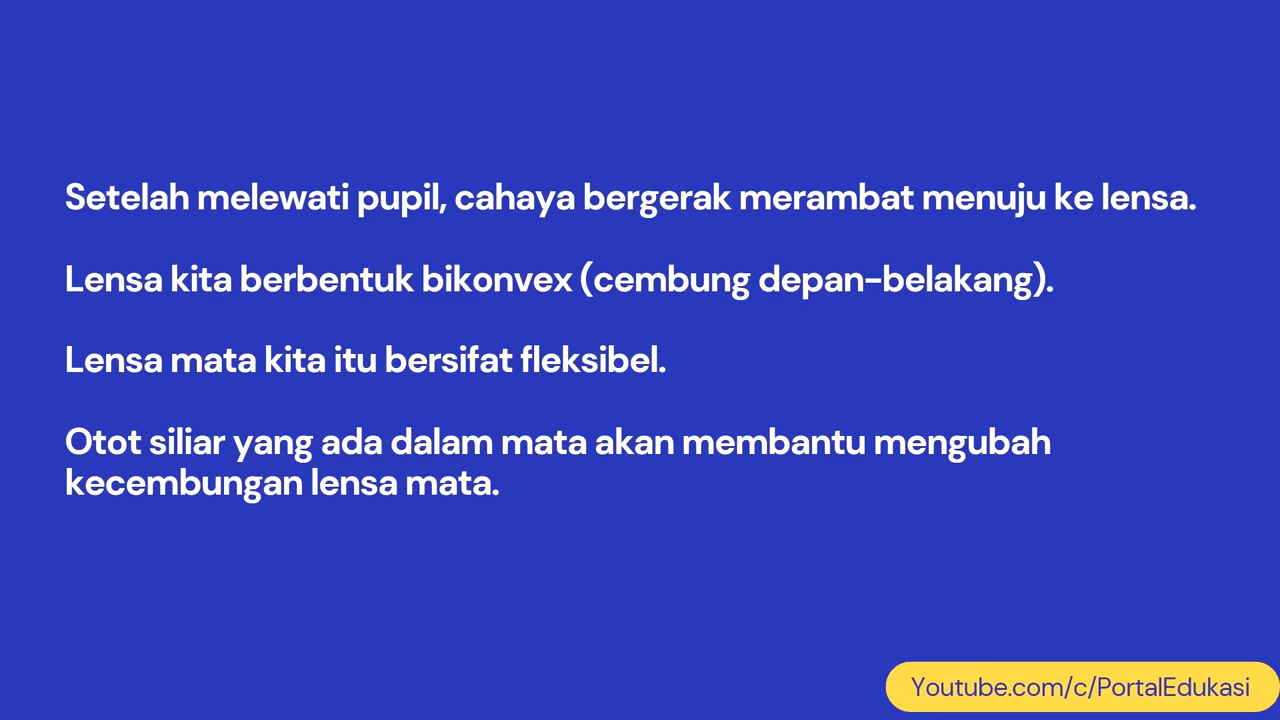 Setelah melewati pupil, cahaya bergerak merambat menuju ke lensa.
Lensa kita berbentuk bikonvex (cembung depan-belakang).
Lensa mata kita itu bersifat fleksibel.
Otot siliar yang ada dalam mata akan membantu mengubah
kecembungan lensa mata.
Youtube.com/c/PortalEdukasi